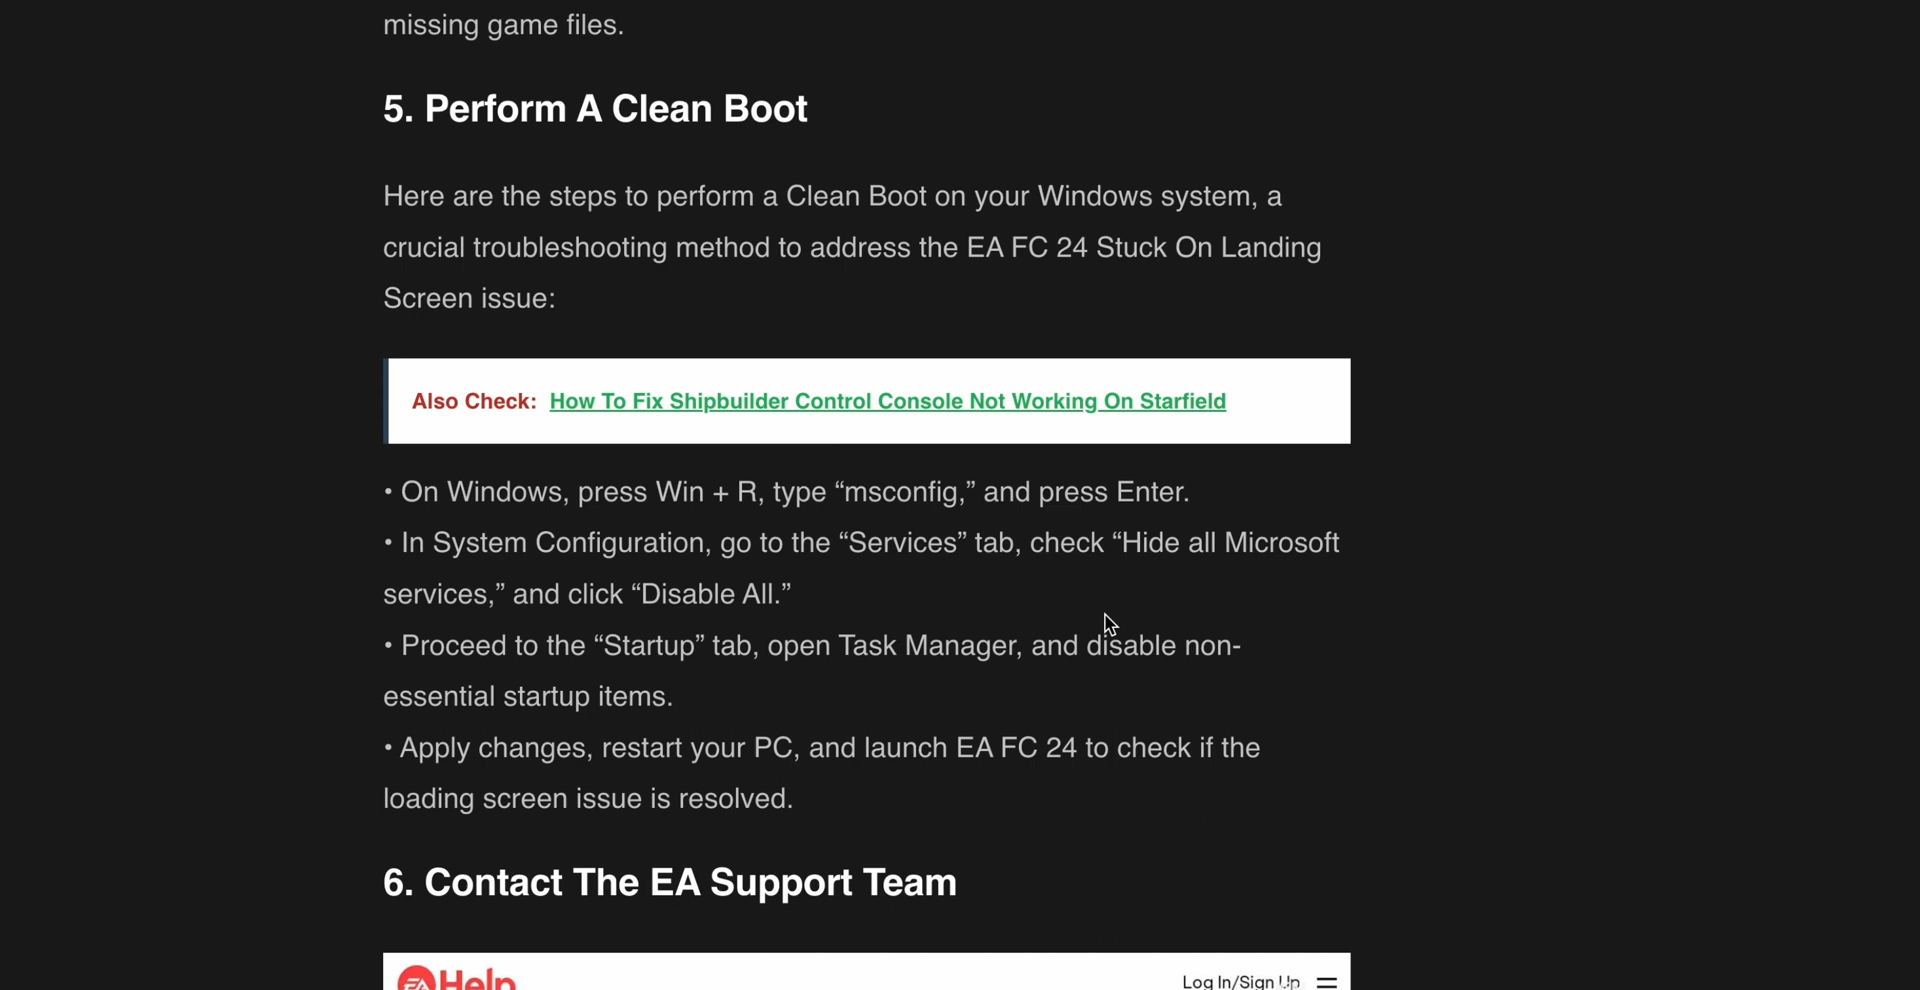 missing game files.
5. Perform A Clean Boot
Here are the steps to perform a Clean Boot on your Windows system, a
crucial troubleshooting method to address the EA FC 24 Stuck On Landing
Screen issue:
Also Check: How To Fix Shipbuilder Control Console Not Working On Starfield
• On Windows, press Win + R, type “msconfig,” and press Enter.
• In System Configuration, go to the “Services” tab, check “Hide all Microsoft
services,” and click “Disable All.”
• Proceed to the “Startup” tab, open Task Manager, and disable non-
essential startup items.
• Apply changes, restart your PC, and launch EA FC 24 to check if the
loading screen issue is resolved.
6. Contact The EA Support Team
EA Help
Log In/Sign Up